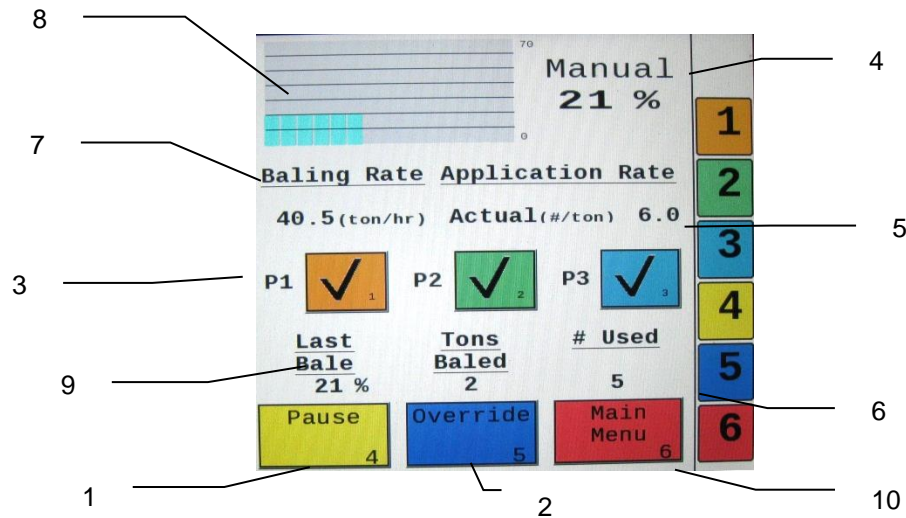 8
70
Manual
4
21 %
0
1
7
Baling Rate Application Rate
2
40.5(ton/hr) Actual(#/ton) 6.0
5
3
3
P1 1 P2 2 P3 3
4
Last Tons # Used
Bale Baled
9
21 % 2 5
5
6
Pause Override Main
Menu
4 5 6
6
1
2
10